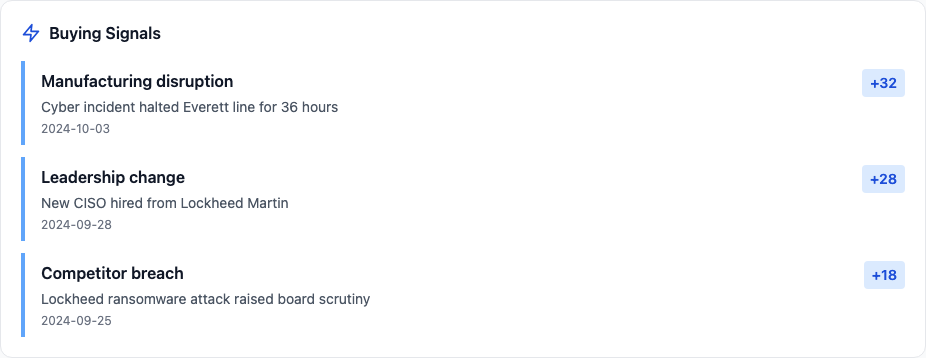 Buying Signals
Manufacturing disruption
+32
Cyber incident halted Everett line for 36 hours
2024-10-03
Leadership change
+28
New CISO hired from Lockheed Martin
2024-09-28
Competitor breach
+18
Lockheed ransomware attack raised board scrutiny
2024-09-25